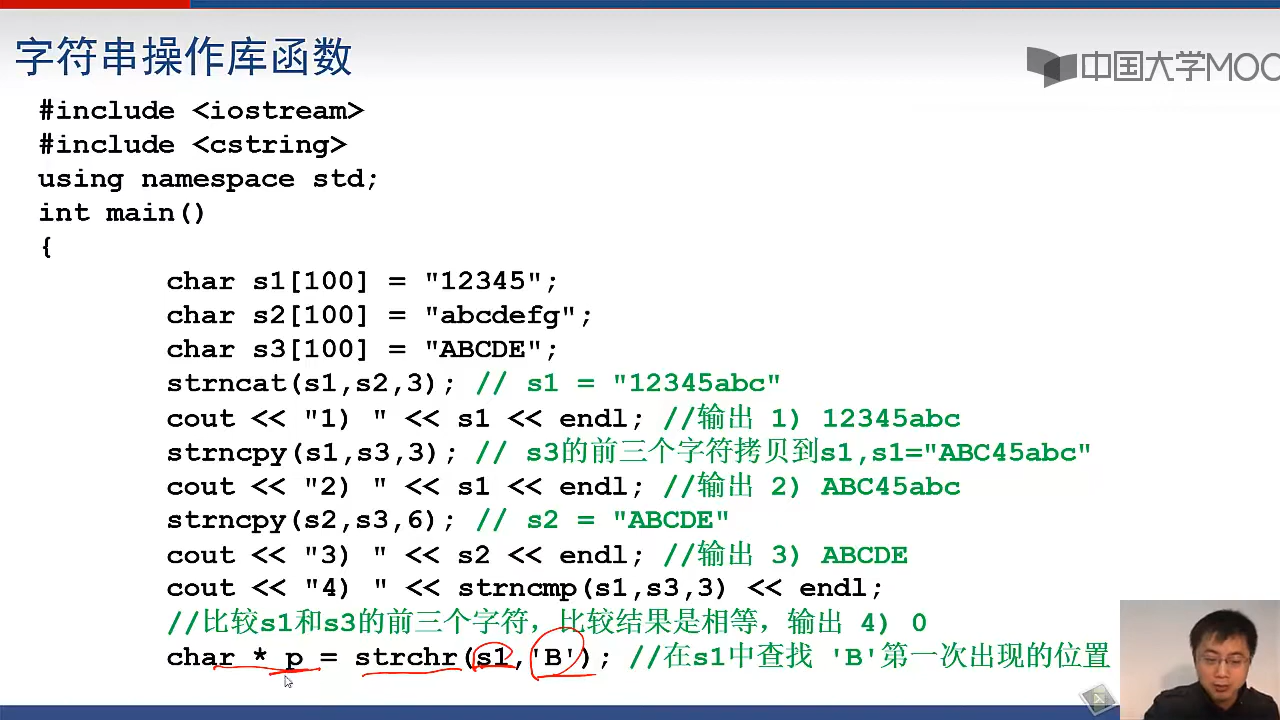 字符串操作库函数
中国大学MOC
#include <iostream>
#include <cstring>
using namespace std;
int main()
{
char s1[100] = "12345";
char s2[100] = "abcdefg";
char s3[100] = "ABCDE";
strncat(s1,s2,3); // s1 = "12345abc"
cout << "1) " << s1 << endl; //输出 1) 12345abc
strncpy(s1,s3,3); // s3的前三个字符拷贝到s1,s1="ABC45abc"
cout << "2) " << s1 << endl; //输出 2) ABC45abc
strncpy(s2,s3,6); // s2 = "ABCDE"
cout << "3) " << s2 << endl; //输出 3) ABCDE
cout << "4) " << strncmp(s1,s3,3) << endl;
//比较s1和s3的前三个字符，比较结果是相等，输出 4) 0
char * p = strchr(s1,'B'); //在s1中查找 'B'第一次出现的位置